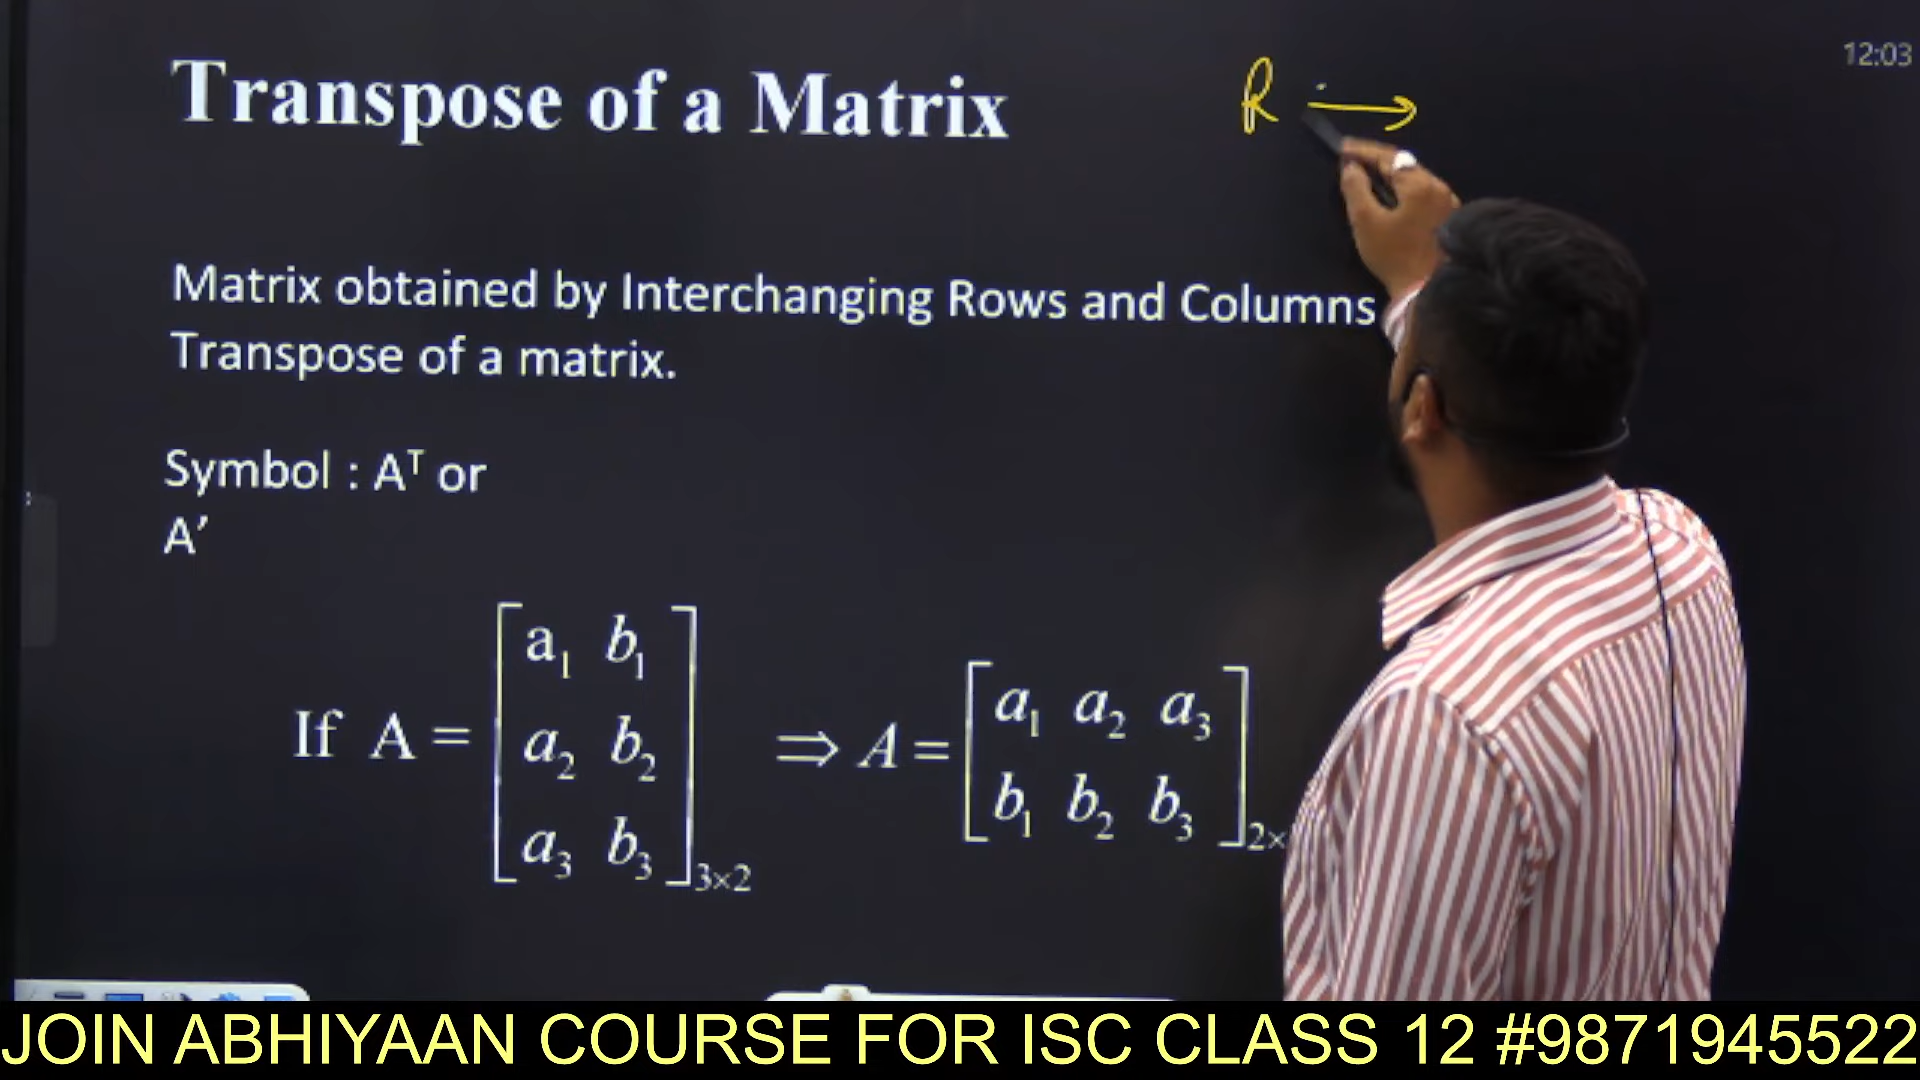 Transpose of a Matrix
R →
12:03
Matrix obtained by Interchanging Rows and Columns
Transpose of a matrix.
Symbol : Aᵀ or
A′
If A = [a₁ b₁
a₂ b₂
a₃ b₃]₃ₓ₂
⇒ A = [a₁ a₂ a₃
b₁ b₂ b₃]₂ₓ
JOIN ABHIYAAN COURSE FOR ISC CLASS 12 #9871945522